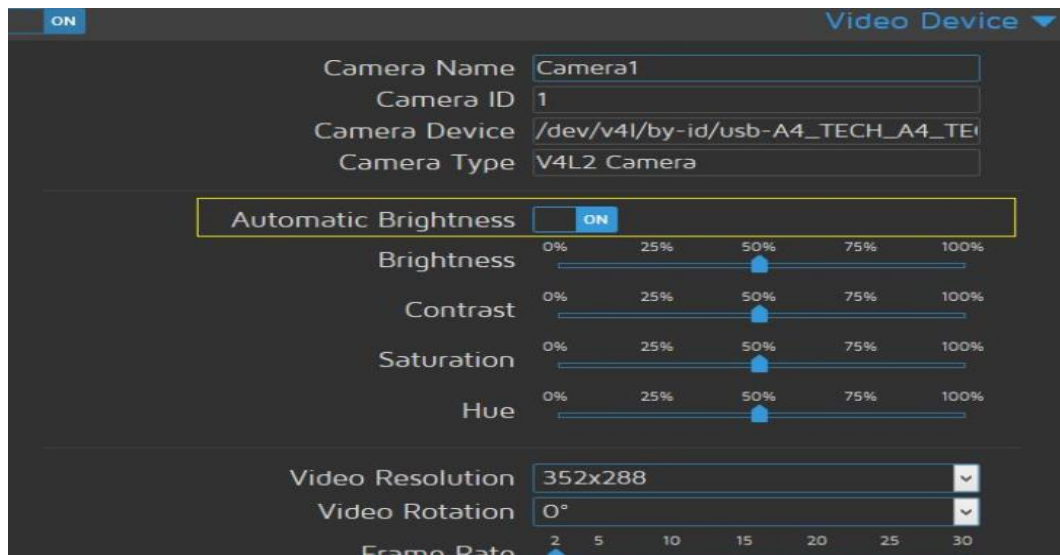 ON Video Device
Camera Name Camera1
Camera ID 1
Camera Device /dev/v4l/by-id/usb-A4_TECH_A4_TE
Camera Type V4L2 Camera
Automatic Brightness ON
0% 25% 50% 75% 100%
Brightness
0% 25% 50% 75% 100%
Contrast
0% 25% 50% 75% 100%
Saturation
0% 25% 50% 75% 100%
Hue
Video Resolution 352x288
Video Rotation 0°
2 5 10 15 20 25 30
Frame Rate